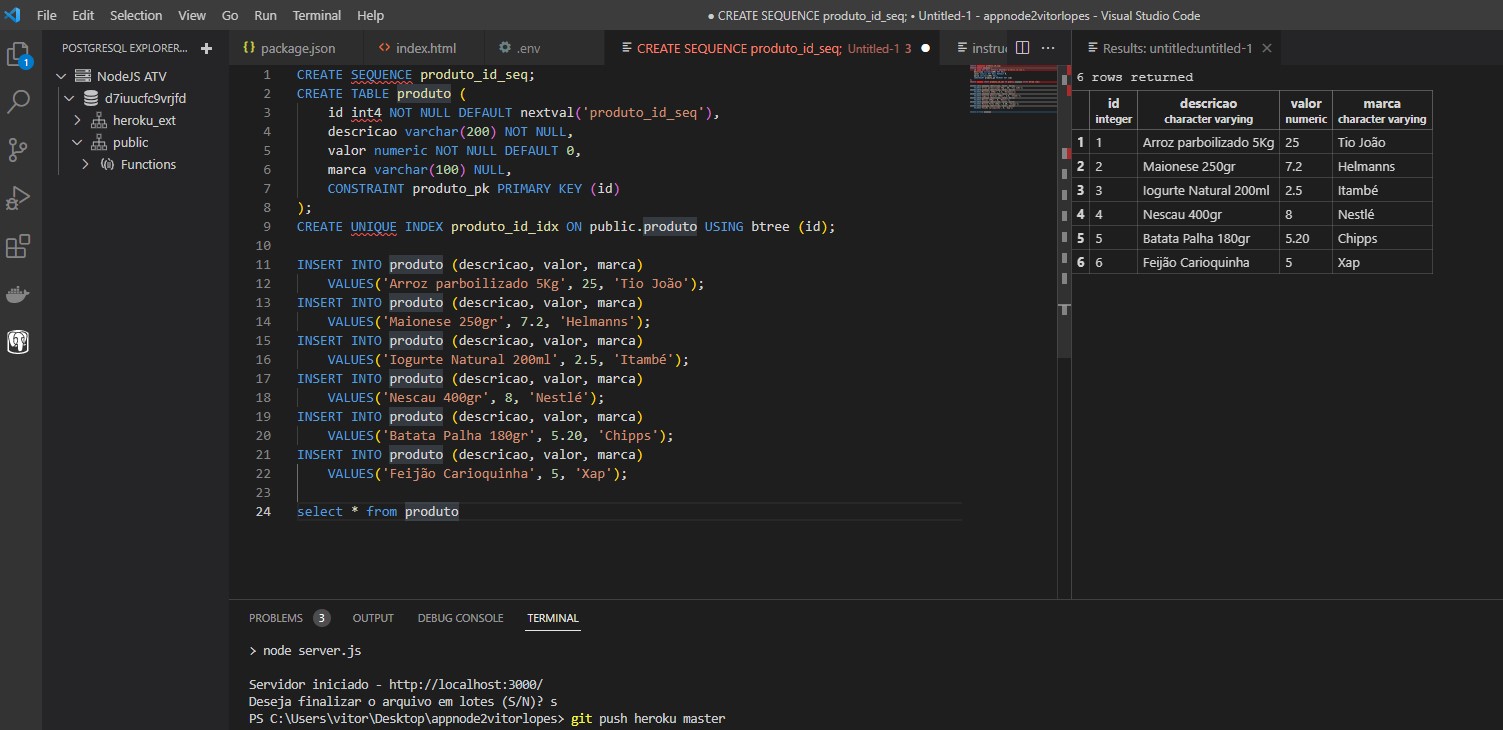 File Edit Selection View Go Run Terminal Help
● CREATE SEQUENCE produto_id_seq; • Untitled-1 - appnode2vitorlopes - Visual Studio Code
1
POSTGRESQL EXPLORER...
NodeJS ATV
d7iuucfc9vrjfd
heroku_ext
public
Functions
package.json
index.html
.env
CREATE SEQUENCE produto_id_seq; Untitled-1 3
instruc
1 CREATE SEQUENCE produto_id_seq;
2 CREATE TABLE produto (
3 id int4 NOT NULL DEFAULT nextval('produto_id_seq'),
4 descricao varchar(200) NOT NULL,
5 valor numeric NOT NULL DEFAULT 0,
6 marca varchar(100) NULL,
7 CONSTRAINT produto_pk PRIMARY KEY (id)
8 );
9 CREATE UNIQUE INDEX produto_id_idx ON public.produto USING btree (id);
10
11 INSERT INTO produto (descricao, valor, marca)
12 VALUES('Arroz parboilizado 5Kg', 25, 'Tio João');
13 INSERT INTO produto (descricao, valor, marca)
14 VALUES('Maionese 250gr', 7.2, 'Helmanns');
15 INSERT INTO produto (descricao, valor, marca)
16 VALUES('Iogurte Natural 200ml', 2.5, 'Itambé');
17 INSERT INTO produto (descricao, valor, marca)
18 VALUES('Nescau 400gr', 8, 'Nestlé');
19 INSERT INTO produto (descricao, valor, marca)
20 VALUES('Batata Palha 180gr', 5.20, 'Chipps');
21 INSERT INTO produto (descricao, valor, marca)
22 VALUES('Feijão Carioquinha', 5, 'Xap');
23
24 select * from produto
Results: untitled:untitled-1
6 rows returned
id descricao valor marca
integer character varying numeric character varying
1 1 Arroz parboilizado 5Kg 25 Tio João
2 2 Maionese 250gr 7.2 Helmanns
3 3 Iogurte Natural 200ml 2.5 Itambé
4 4 Nescau 400gr 8 Nestlé
5 5 Batata Palha 180gr 5.20 Chipps
6 6 Feijão Carioquinha 5 Xap
PROBLEMS 3 OUTPUT DEBUG CONSOLE TERMINAL
> node server.js
Servidor iniciado - http://localhost:3000/
Deseja finalizar o arquivo em lotes (S/N)? s
PS C:\Users\vitor\Desktop\appnode2vitorlopes> git push heroku master